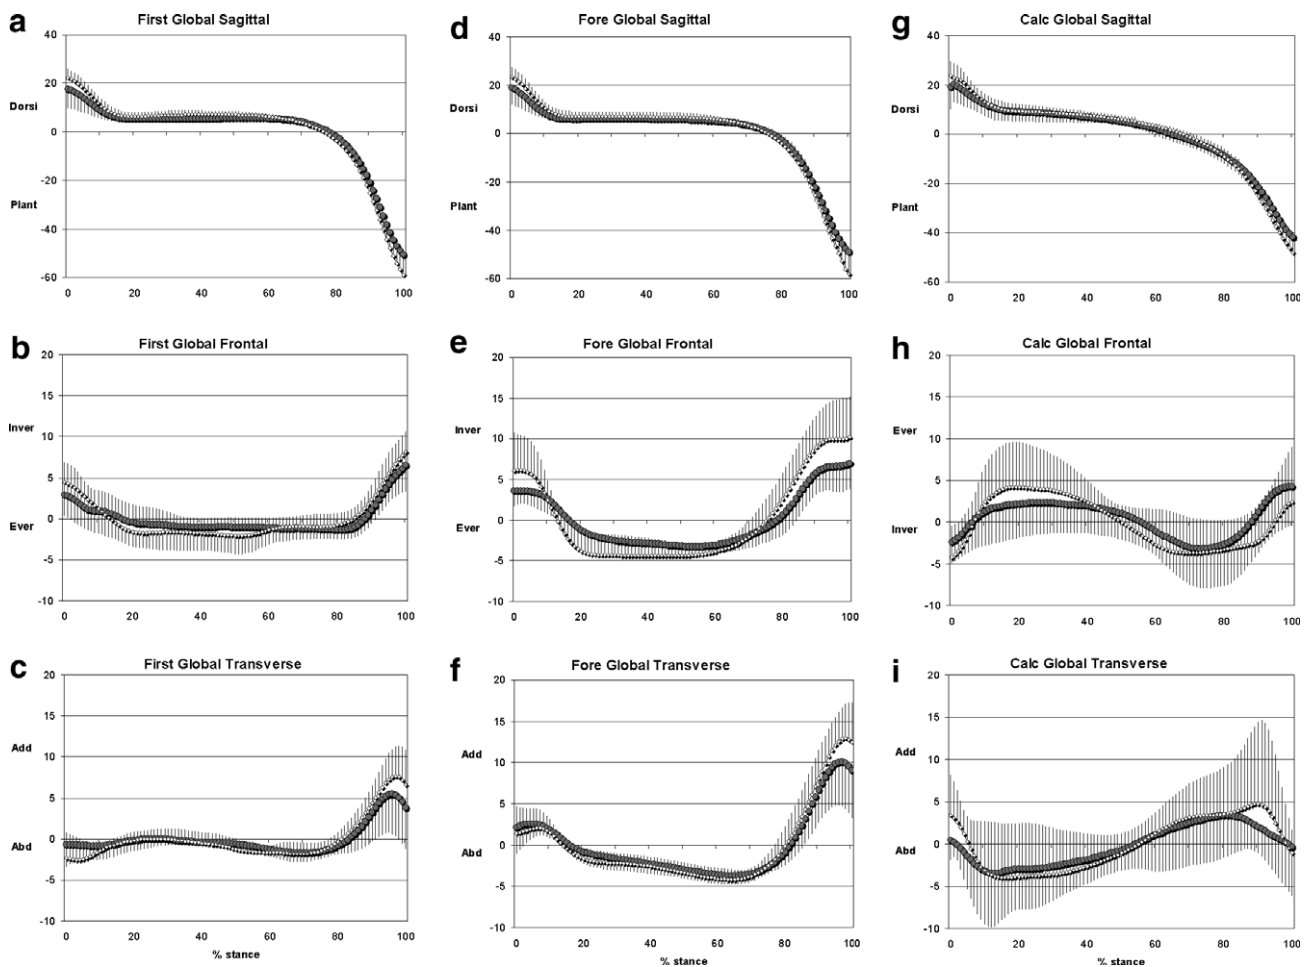 a
First Global Sagittal
40
20
Dorsi
0
-20
Plant
-40
-60
0 20 40 60 80 100
d
Fore Global Sagittal
40
20
Dorsi
0
-20
Plant
-40
-60
0 20 40 60 80 100
g
Calc Global Sagittal
40
20
Dorsi
0
-20
Plant
-40
-60
0 20 40 60 80 100
b
First Global Frontal
20
15
Inver
10
5
Ever
0
-5
-10
0 20 40 60 80 100
e
Fore Global Frontal
20
15
Inver
10
5
Ever
0
-5
-10
0 20 40 60 80 100
h
Calc Global Frontal
20
15
Ever
10
5
0
Inver
-5
-10
0 20 40 60 80 100
c
First Global Transverse
20
15
Add
10
5
0
Abd
-5
-10
0 20 40 60 80 100
% stance
f
Fore Global Transverse
20
15
Add
10
5
0
Abd
-5
-10
0 20 40 60 80 100
% stance
i
Calc Global Transverse
20
15
Add
10
5
0
Abd
-5
-10
0 20 40 60 80 100
% stance